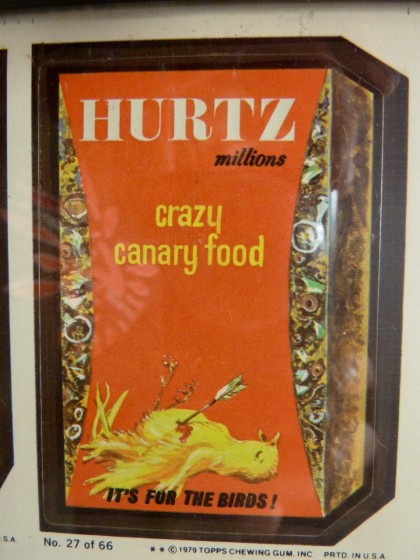 HURTZ
millions
crazy
canary food
IT'S FOR THE BIRDS!
S.A.
No. 27 of 66
** © 1979 TOPPS CHEWING GUM, INC. PRTD. IN U.S.A.